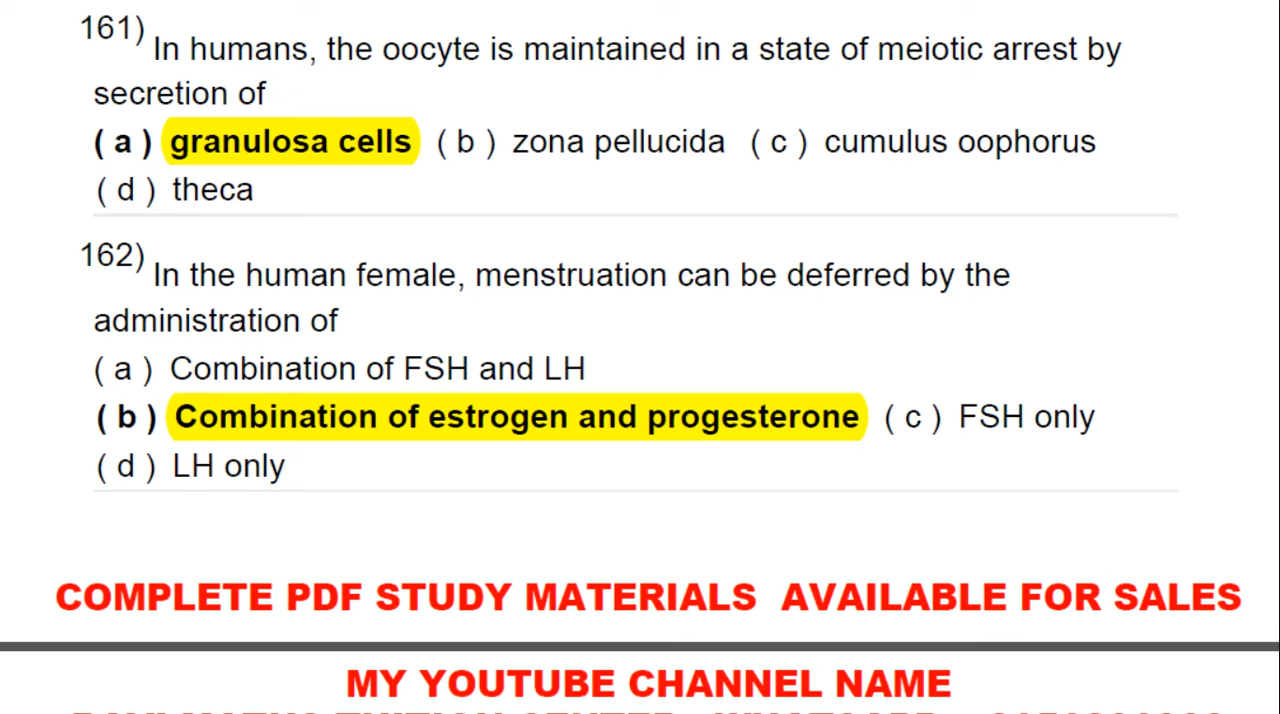 161) In humans, the oocyte is maintained in a state of meiotic arrest by
secretion of
( a ) granulosa cells ( b ) zona pellucida ( c ) cumulus oophorus
( d ) theca
162) In the human female, menstruation can be deferred by the
administration of
( a ) Combination of FSH and LH
( b ) Combination of estrogen and progesterone ( c ) FSH only
( d ) LH only
COMPLETE PDF STUDY MATERIALS AVAILABLE FOR SALES
MY YOUTUBE CHANNEL NAME